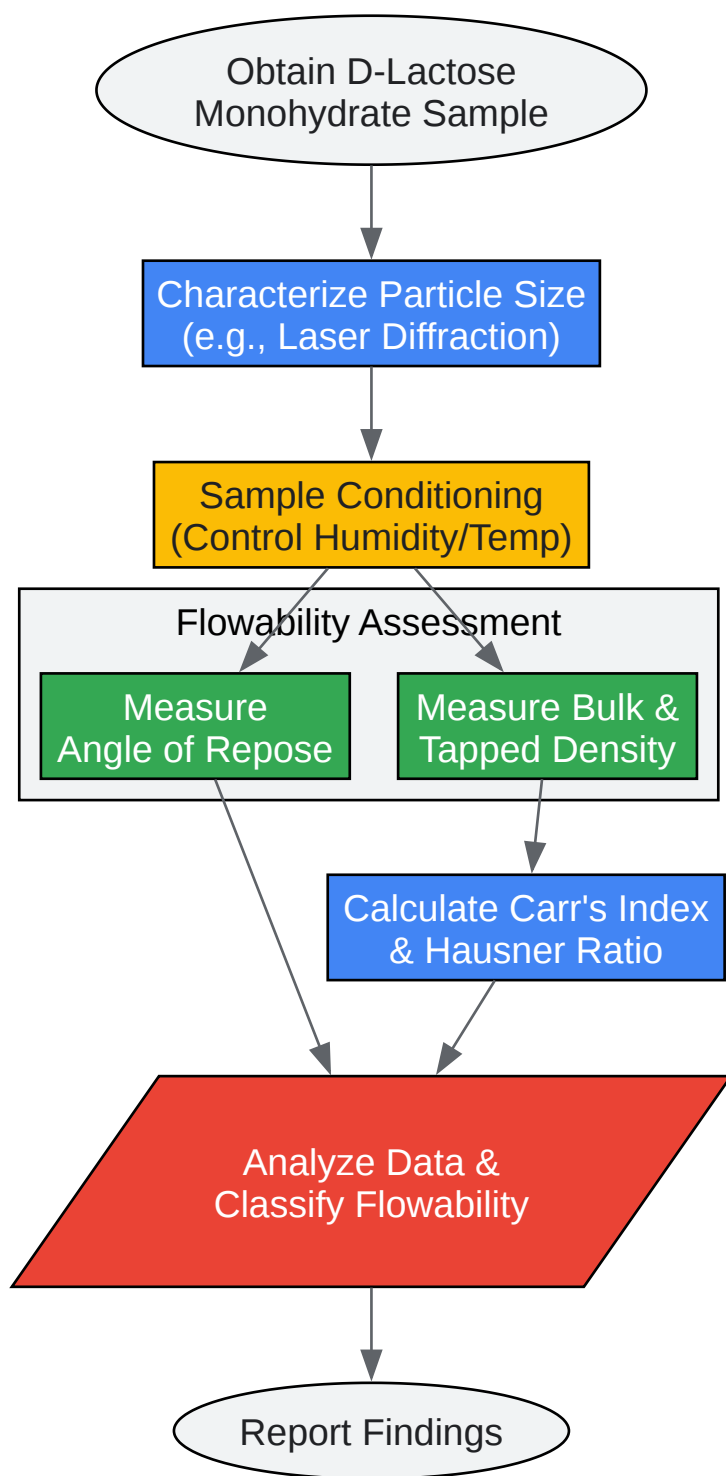 Obtain D-Lactose
Monohydrate Sample
Characterize Particle Size
(e.g., Laser Diffraction)
Sample Conditioning
(Control Humidity/Temp)
Flowability Assessment
Measure
Angle of Repose
Measure Bulk &
Tapped Density
Calculate Carr's Index
& Hausner Ratio
Analyze Data &
Classify Flowability
Report Findings